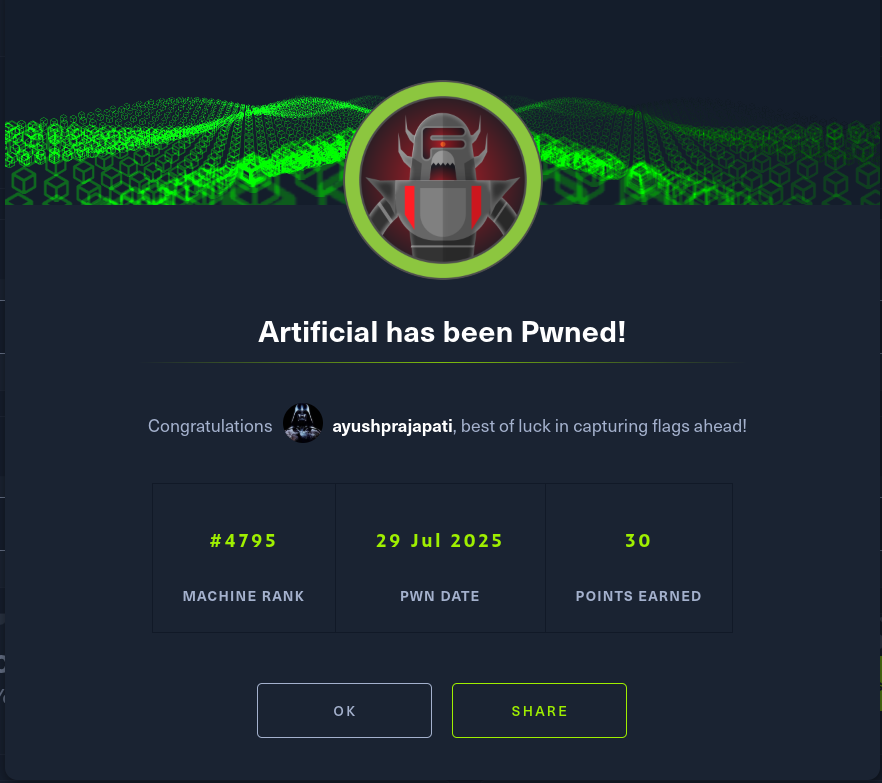 Artificial has been Pwned!
Congratulations ayushprajapati, best of luck in capturing flags ahead!
#4795 29 Jul 2025 30
MACHINE RANK PWN DATE POINTS EARNED
OK SHARE